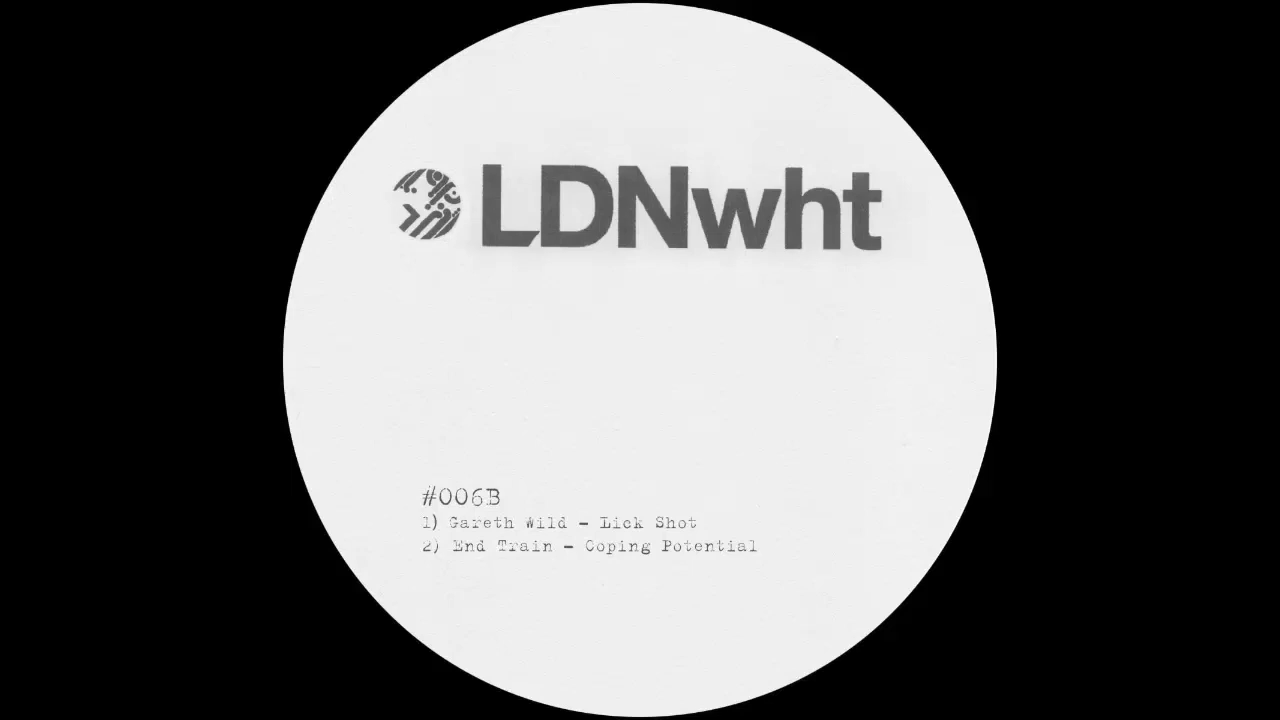 LDNwht
#006B
1) Gareth Wild - Lick Shot
2) End Train - Coping Potential